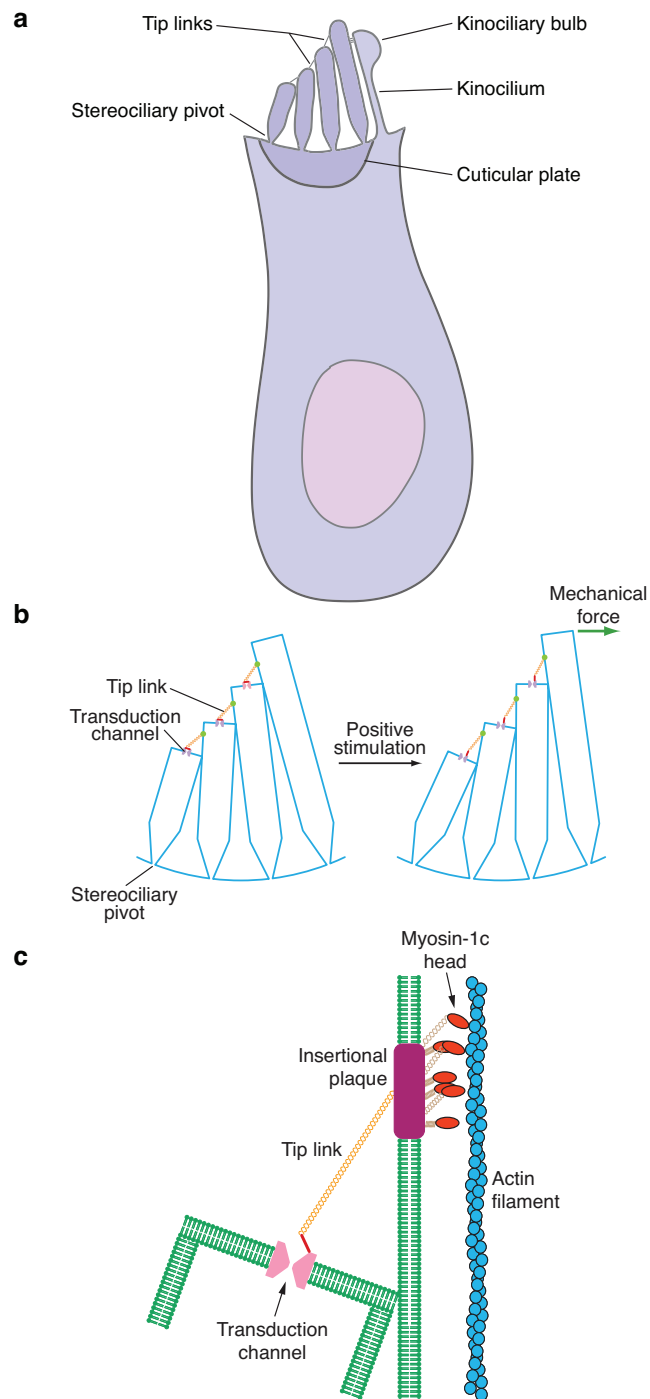 a
Tip links
Kinociliary bulb
Kinocilium
Stereociliary pivot
Cuticular plate
b
Mechanical
force
Tip link
Transduction
channel
Positive
stimulation
Stereociliary
pivot
c
Myosin-1c
head
Insertional
plaque
Tip link
Actin
filament
Transduction
channel